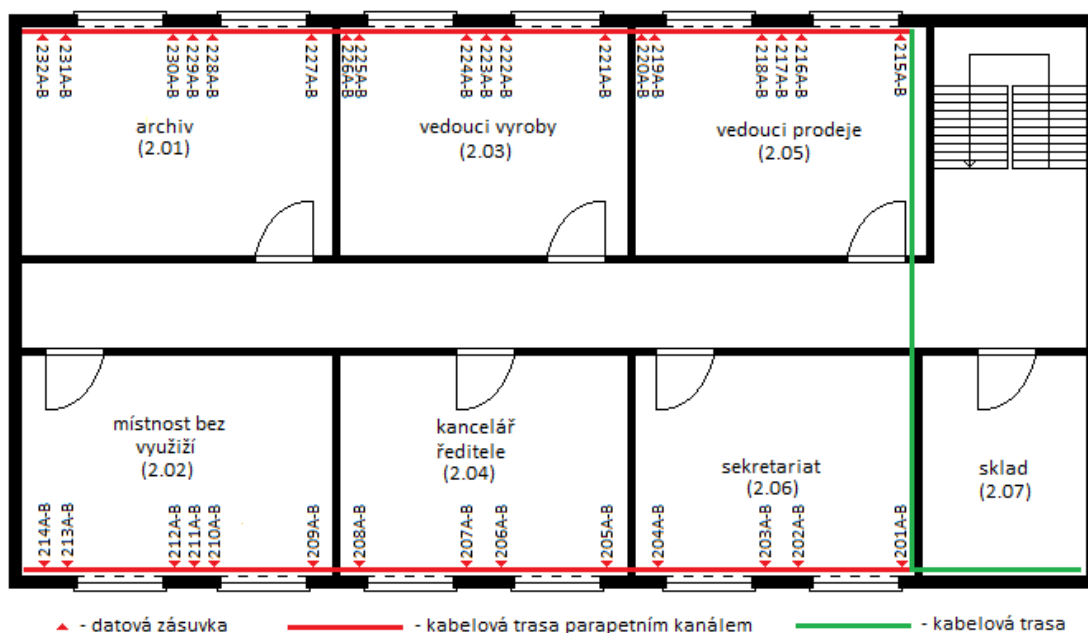 232A-B
231A-B
230A-B
229A-B
228A-B
227A-B
226A-B
225A-B
224A-B
223A-B
222A-B
221A-B
220A-B
219A-B
218A-B
217A-B
216A-B
215A-B
archiv
(2.01)
vedouci vyroby
(2.03)
vedouci prodeje
(2.05)
místnost bez
využiží
(2.02)
kancelář
ředitele
(2.04)
sekretariat
(2.06)
sklad
(2.07)
214A-B
213A-B
212A-B
211A-B
210A-B
209A-B
208A-B
207A-B
206A-B
205A-B
204A-B
203A-B
202A-B
201A-B
- datová zásuvka
- kabelová trasa parapetním kanálem
- kabelová trasa